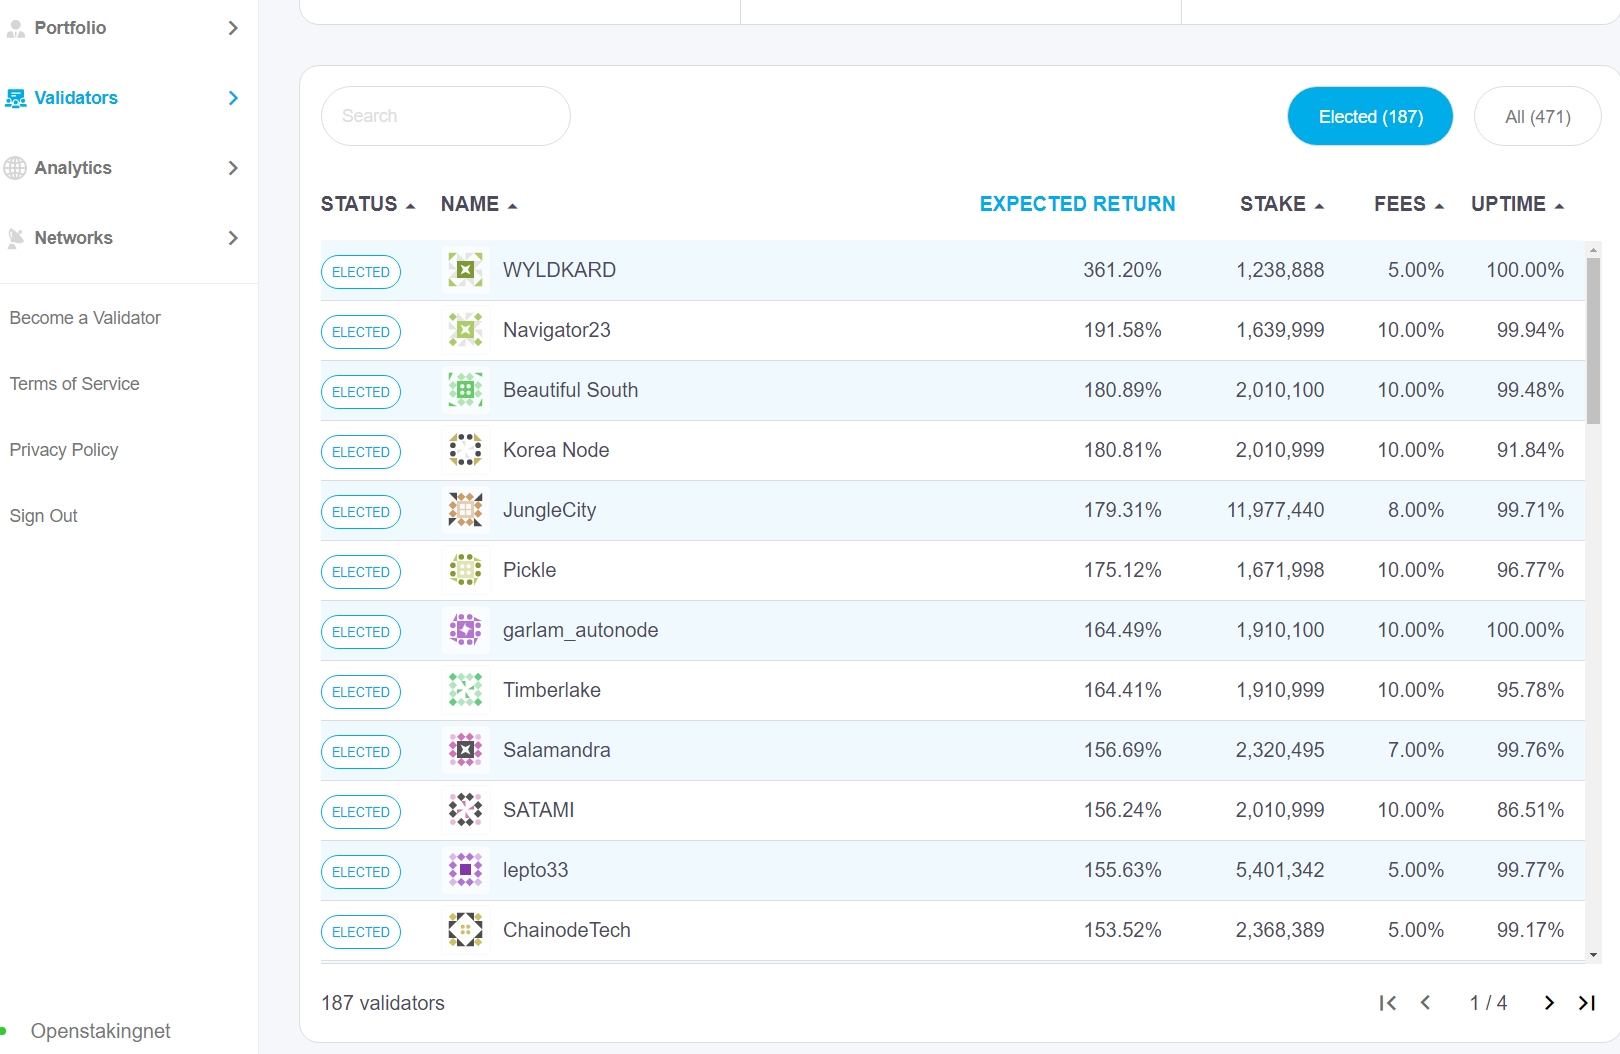 Portfolio
Validators
Analytics
Networks
Become a Validator
Terms of Service
Privacy Policy
Sign Out
Openstakingnet
Search
Elected (187)
All (471)
STATUS NAME EXPECTED RETURN STAKE FEES UPTIME
ELECTED WYLDKARD 361.20% 1,238,888 5.00% 100.00%
ELECTED Navigator23 191.58% 1,639,999 10.00% 99.94%
ELECTED Beautiful South 180.89% 2,010,100 10.00% 99.48%
ELECTED Korea Node 180.81% 2,010,999 10.00% 91.84%
ELECTED JungleCity 179.31% 11,977,440 8.00% 99.71%
ELECTED Pickle 175.12% 1,671,998 10.00% 96.77%
ELECTED garlam_autonode 164.49% 1,910,100 10.00% 100.00%
ELECTED Timberlake 164.41% 1,910,999 10.00% 95.78%
ELECTED Salamandra 156.69% 2,320,495 7.00% 99.76%
ELECTED SATAMI 156.24% 2,010,999 10.00% 86.51%
ELECTED lepto33 155.63% 5,401,342 5.00% 99.77%
ELECTED ChainodeTech 153.52% 2,368,389 5.00% 99.17%
187 validators
1 / 4